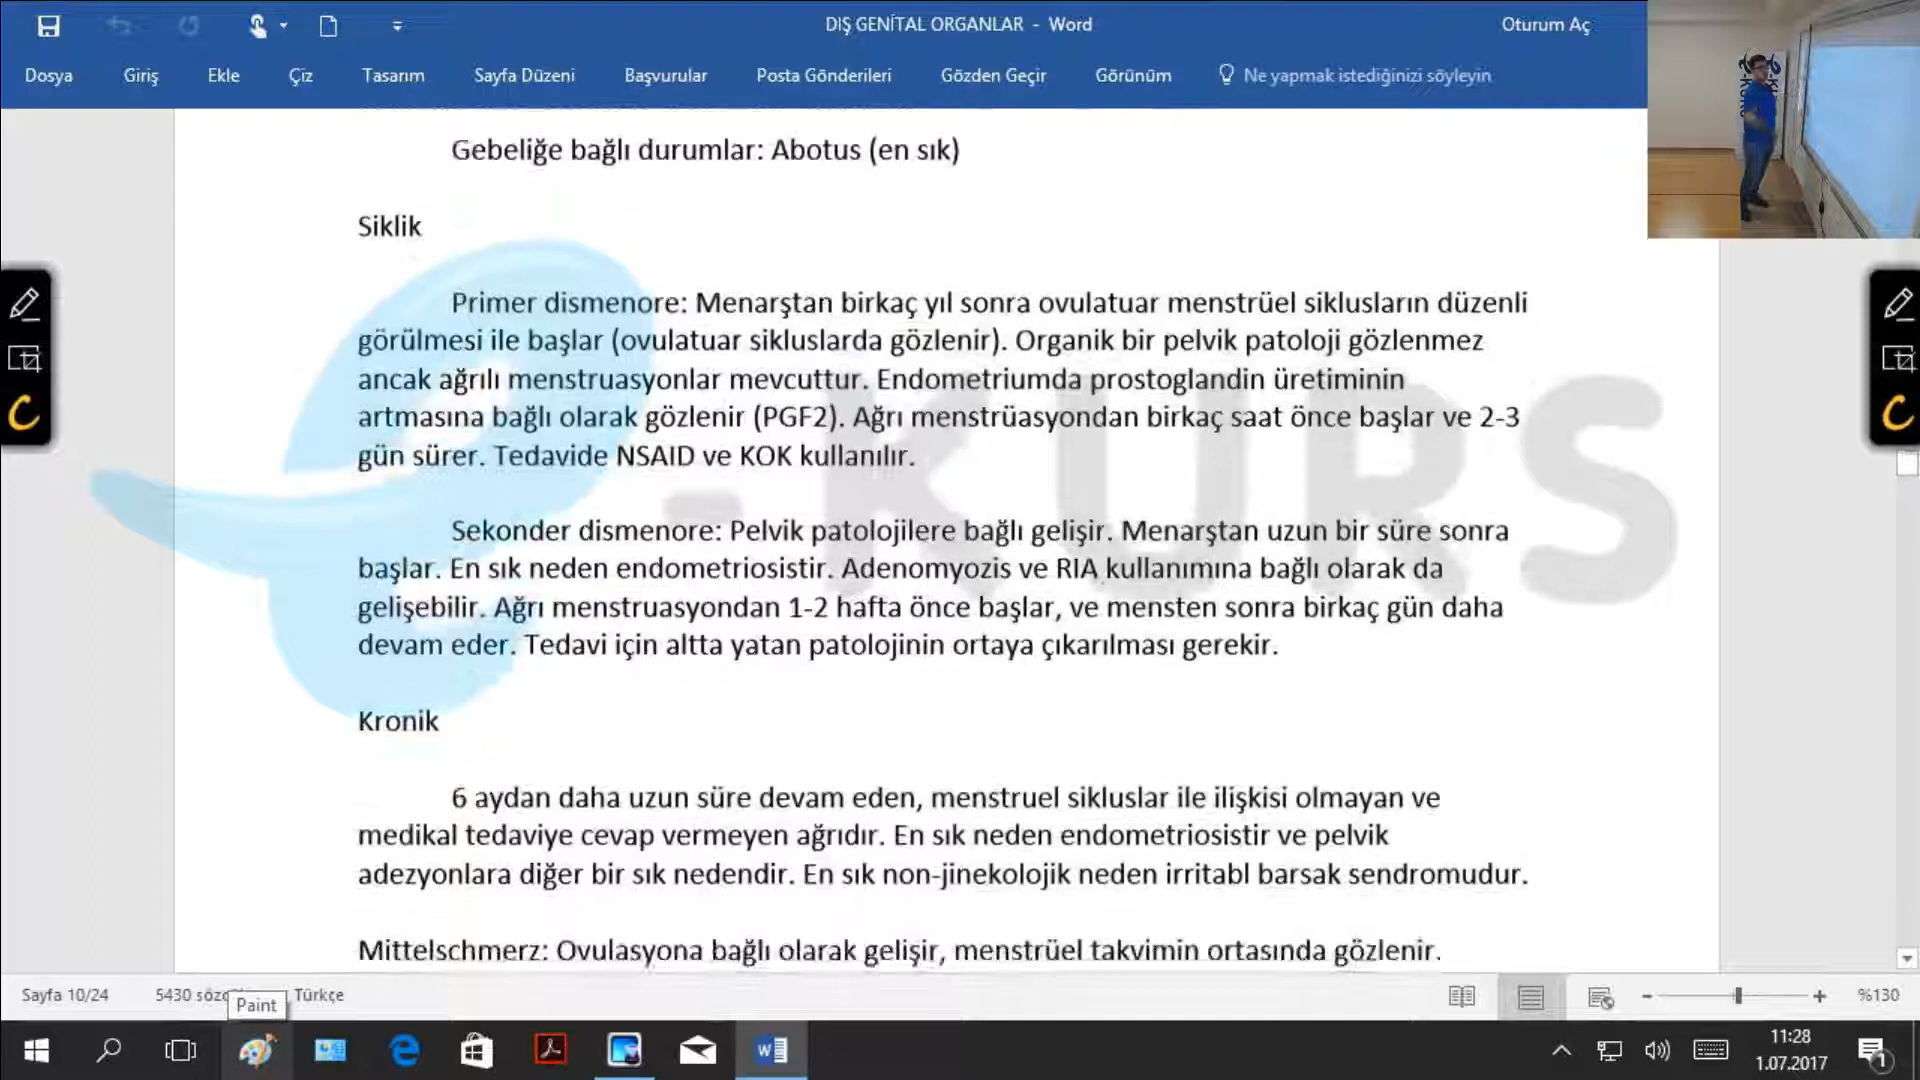 DIŞ GENİTAL ORGANLAR - Word
Oturum Aç
Dosya Giriş Ekle Çiz Tasarım Sayfa Düzeni Başvurular Posta Gönderileri Gözden Geçir Görünüm Ne yapmak istediğinizi söyleyin
Gebeliğe bağlı durumlar: Abotus (en sık)
Siklik
Primer dismenore: Menarştan birkaç yıl sonra ovulatuar menstrüel siklusların düzenli
görülmesi ile başlar (ovulatuar sikluslarda gözlenir). Organik bir pelvik patoloji gözlenmez
ancak ağrılı menstruasyonlar mevcuttur. Endometriumda prostoglandin üretiminin
artmasına bağlı olarak gözlenir (PGF2). Ağrı menstrüasyondan birkaç saat önce başlar ve 2-3
gün sürer. Tedavide NSAID ve KOK kullanılır.
Sekonder dismenore: Pelvik patolojilere bağlı gelişir. Menarştan uzun bir süre sonra
başlar. En sık neden endometriosistir. Adenomyozis ve RIA kullanımına bağlı olarak da
gelişebilir. Ağrı menstruasyondan 1-2 hafta önce başlar, ve mensten sonra birkaç gün daha
devam eder. Tedavi için altta yatan patolojinin ortaya çıkarılması gerekir.
Kronik
6 aydan daha uzun süre devam eden, menstruel sikluslar ile ilişkisi olmayan ve
medikal tedaviye cevap vermeyen ağrıdır. En sık neden endometriosistir ve pelvik
adezyonlara diğer bir sık nedendir. En sık non-jinekolojik neden irritabl barsak sendromudur.
Mittelschmerz: Ovulasyona bağlı olarak gelişir, menstrüel takvimin ortasında gözlenir.
e-KURS
Sayfa 10/24 5430 Türkçe %130
Paint
11:28
1.07.2017
1